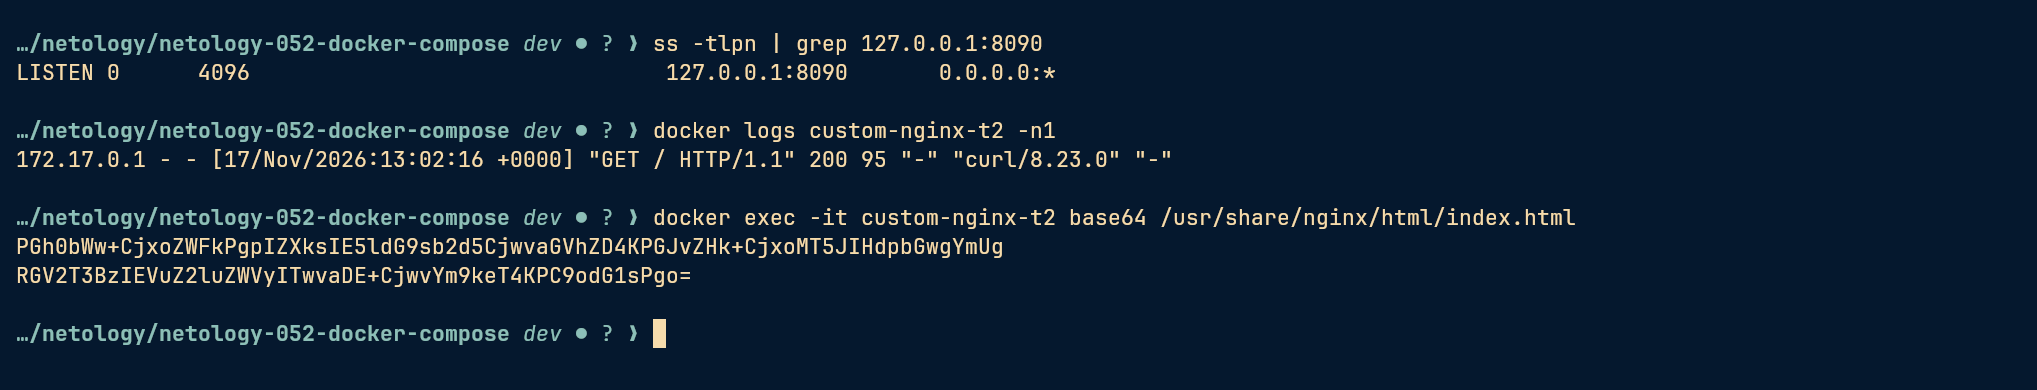 …/netology/netology-052-docker-compose dev ● ? ❯ ss -tlpn | grep 127.0.0.1:8090
LISTEN 0      4096                                127.0.0.1:8090       0.0.0.0:*
…/netology/netology-052-docker-compose dev ● ? ❯ docker logs custom-nginx-t2 -n1
172.17.0.1 - - [17/Nov/2026:13:02:16 +0000] "GET / HTTP/1.1" 200 95 "-" "curl/8.23.0" "-"
…/netology/netology-052-docker-compose dev ● ? ❯ docker exec -it custom-nginx-t2 base64 /usr/share/nginx/html/index.html
PGh0bWw+CjxoZWFkPgpIZXksIE5ldG9sb2d5CjwvaGVhZD4KPGJvZHk+CjxoMT5JIHdpbGwgYmUg
RGV2T3BzIEVuZ2luZWVyITwvaDE+CjwvYm9keT4KPC9odG1sPgo=
…/netology/netology-052-docker-compose dev ● ? ❯